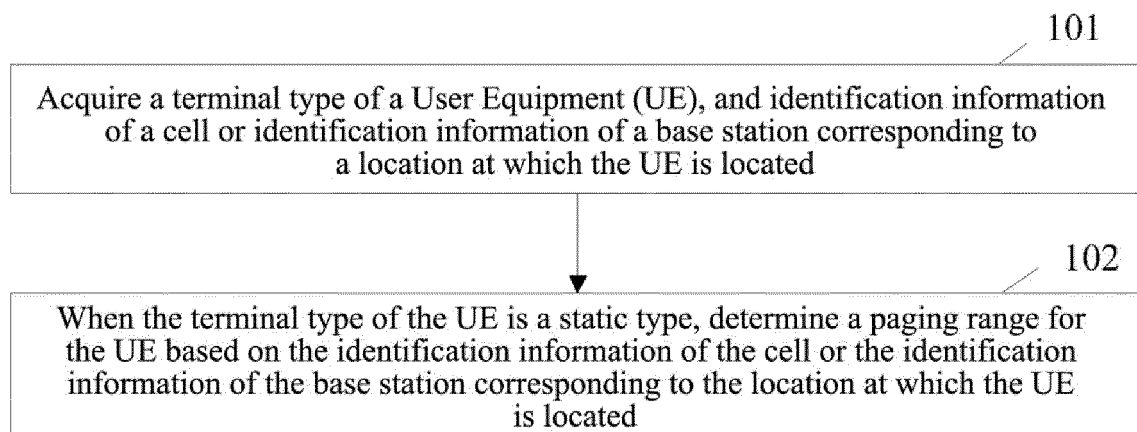 101
Acquire a terminal type of a User Equipment (UE), and identification information
of a cell or identification information of a base station corresponding to
a location at which the UE is located
102
When the terminal type of the UE is a static type, determine a paging range for
the UE based on the identification information of the cell or the identification
information of the base station corresponding to the location at which the UE
is located